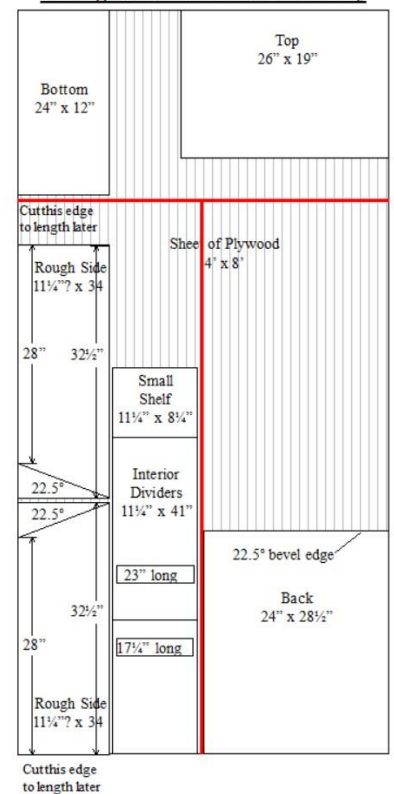 Top
26” x 19”
Bottom
24” x 12”
Cut this edge
to length later
Sheet of Plywood
4’ x 8’
Rough Side
11¼”? x 34
28”
32½”
22.5°
22.5°
Small
Shelf
11¼” x 8¼”
Interior
Dividers
11¼” x 41”
23” long
17¼” long
22.5° bevel edge
Back
24” x 28½”
32½”
28”
Rough Side
11¼”? x 34
Cut this edge
to length later